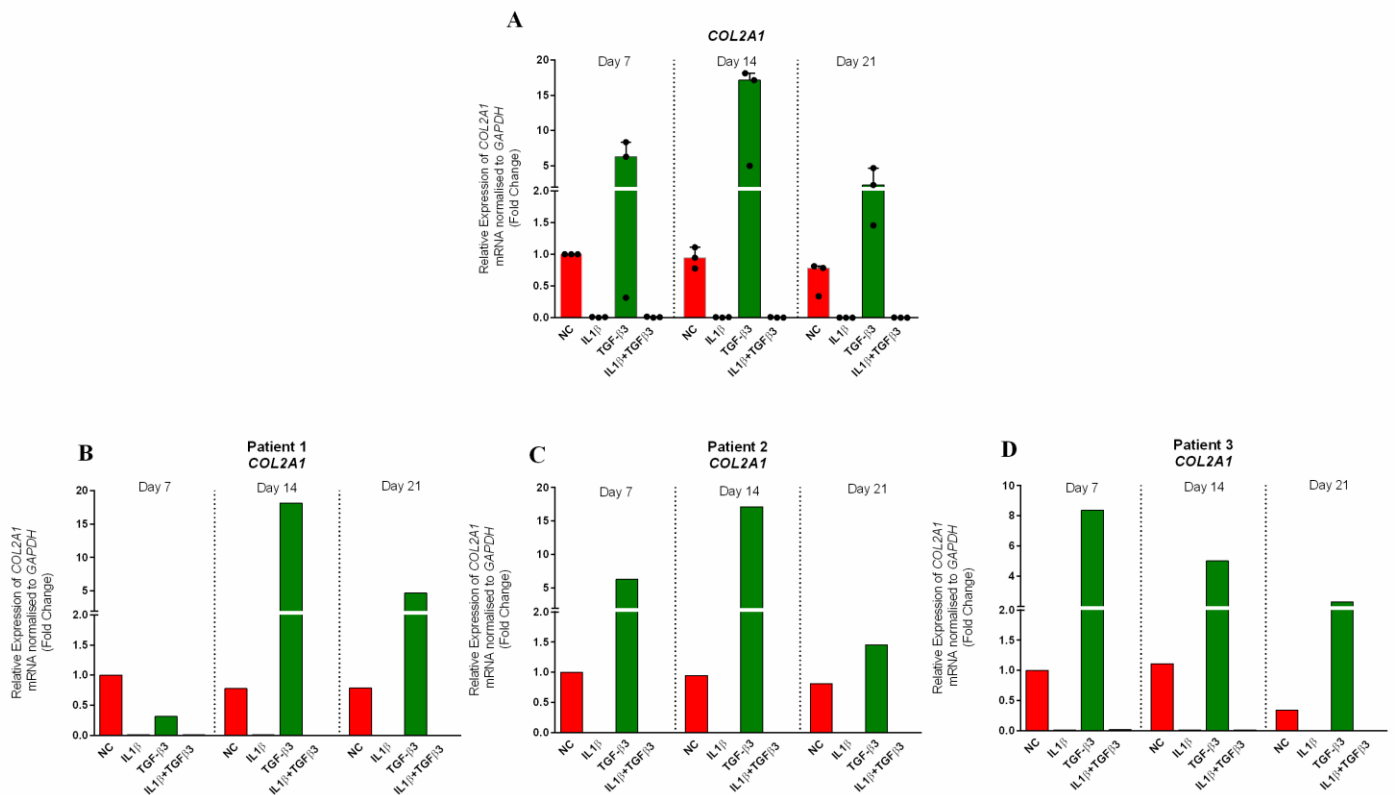 A
COL2A1
Day 7
Day 14
Day 21
Relative Expression of COL2A1
mRNA normalised to GAPDH
(Fold Change)
20
15
10
5
2.0
1.5
1.0
0.5
0.0
NC
IL1β
TGF-β3
IL1β+TGFβ3
NC
IL1β
TGF-β3
IL1β+TGFβ3
NC
IL1β
TGF-β3
IL1β+TGFβ3
B
Patient 1
COL2A1
Day 7
Day 14
Day 21
Relative Expression of COL2A1
mRNA normalised to GAPDH
(Fold Change)
20
15
10
5
2.0
1.5
1.0
0.5
0.0
NC
IL1β
TGF-β3
IL1β+TGFβ3
NC
IL1β
TGF-β3
IL1β+TGFβ3
NC
IL1β
TGF-β3
IL1β+TGFβ3
C
Patient 2
COL2A1
Day 7
Day 14
Day 21
Relative Expression of COL2A1
mRNA normalised to GAPDH
(Fold Change)
20
15
10
5
2.0
1.5
1.0
0.5
0.0
NC
IL1β
TGF-β3
IL1β+TGFβ3
NC
IL1β
TGF-β3
IL1β+TGFβ3
NC
IL1β
TGF-β3
IL1β+TGFβ3
D
Patient 3
COL2A1
Day 7
Day 14
Day 21
Relative Expression of COL2A1
mRNA normalised to GAPDH
(Fold Change)
10
8
6
4
2.0
1.5
1.0
0.5
0.0
NC
IL1β
TGF-β3
IL1β+TGFβ3
NC
IL1β
TGF-β3
IL1β+TGFβ3
NC
IL1β
TGF-β3
IL1β+TGFβ3